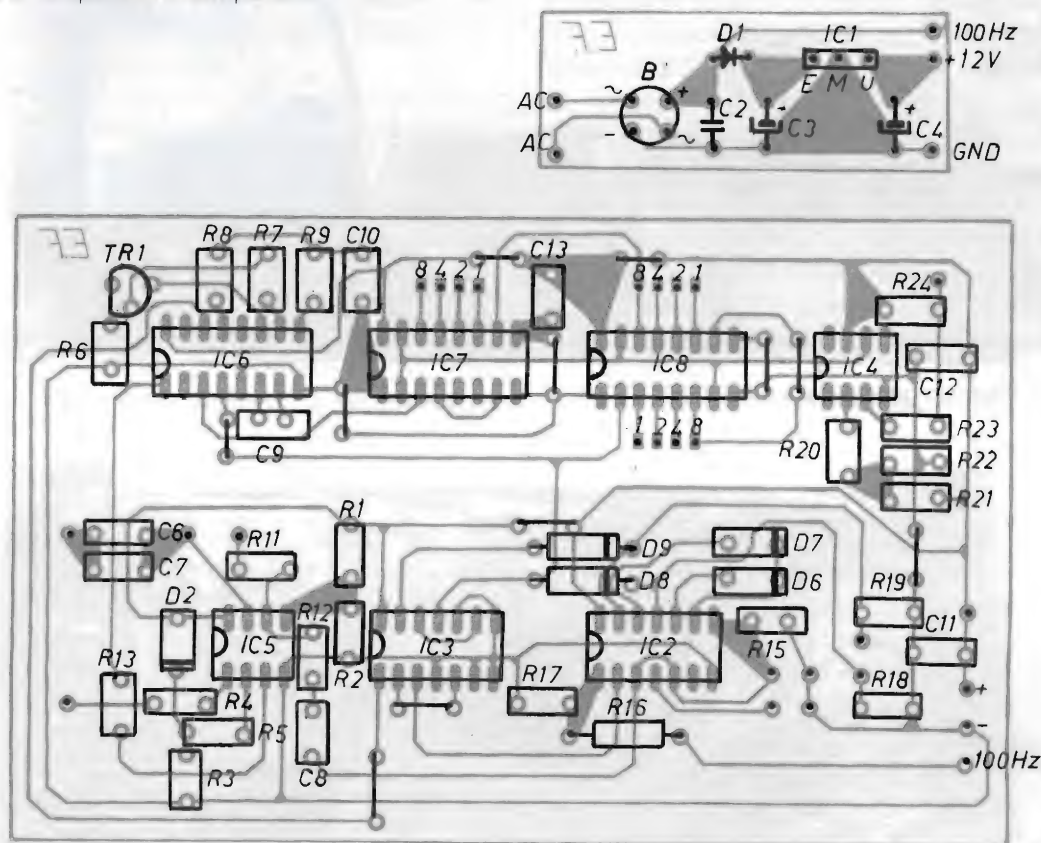 EF
D1 IC1 100Hz
+12V
E M U
B
AC ~ +
C2 - C3 + C4
AC - ~
GND
EF
TR1 R8 R7 R9 C10 C13
8 4 2 1 8 4 2 1
R24
R6 IC6 IC7 IC8 IC4
C12
1 2 4 8
C9 R20 R23
R22
R21
C6 R11 R1 D9 D7
C7 D8 D6
D2 R19
IC5 R12 IC3 IC2 R15 C11
R13 R2 R17 R18 +
R4
R5 R16 -
R3 C8 100Hz